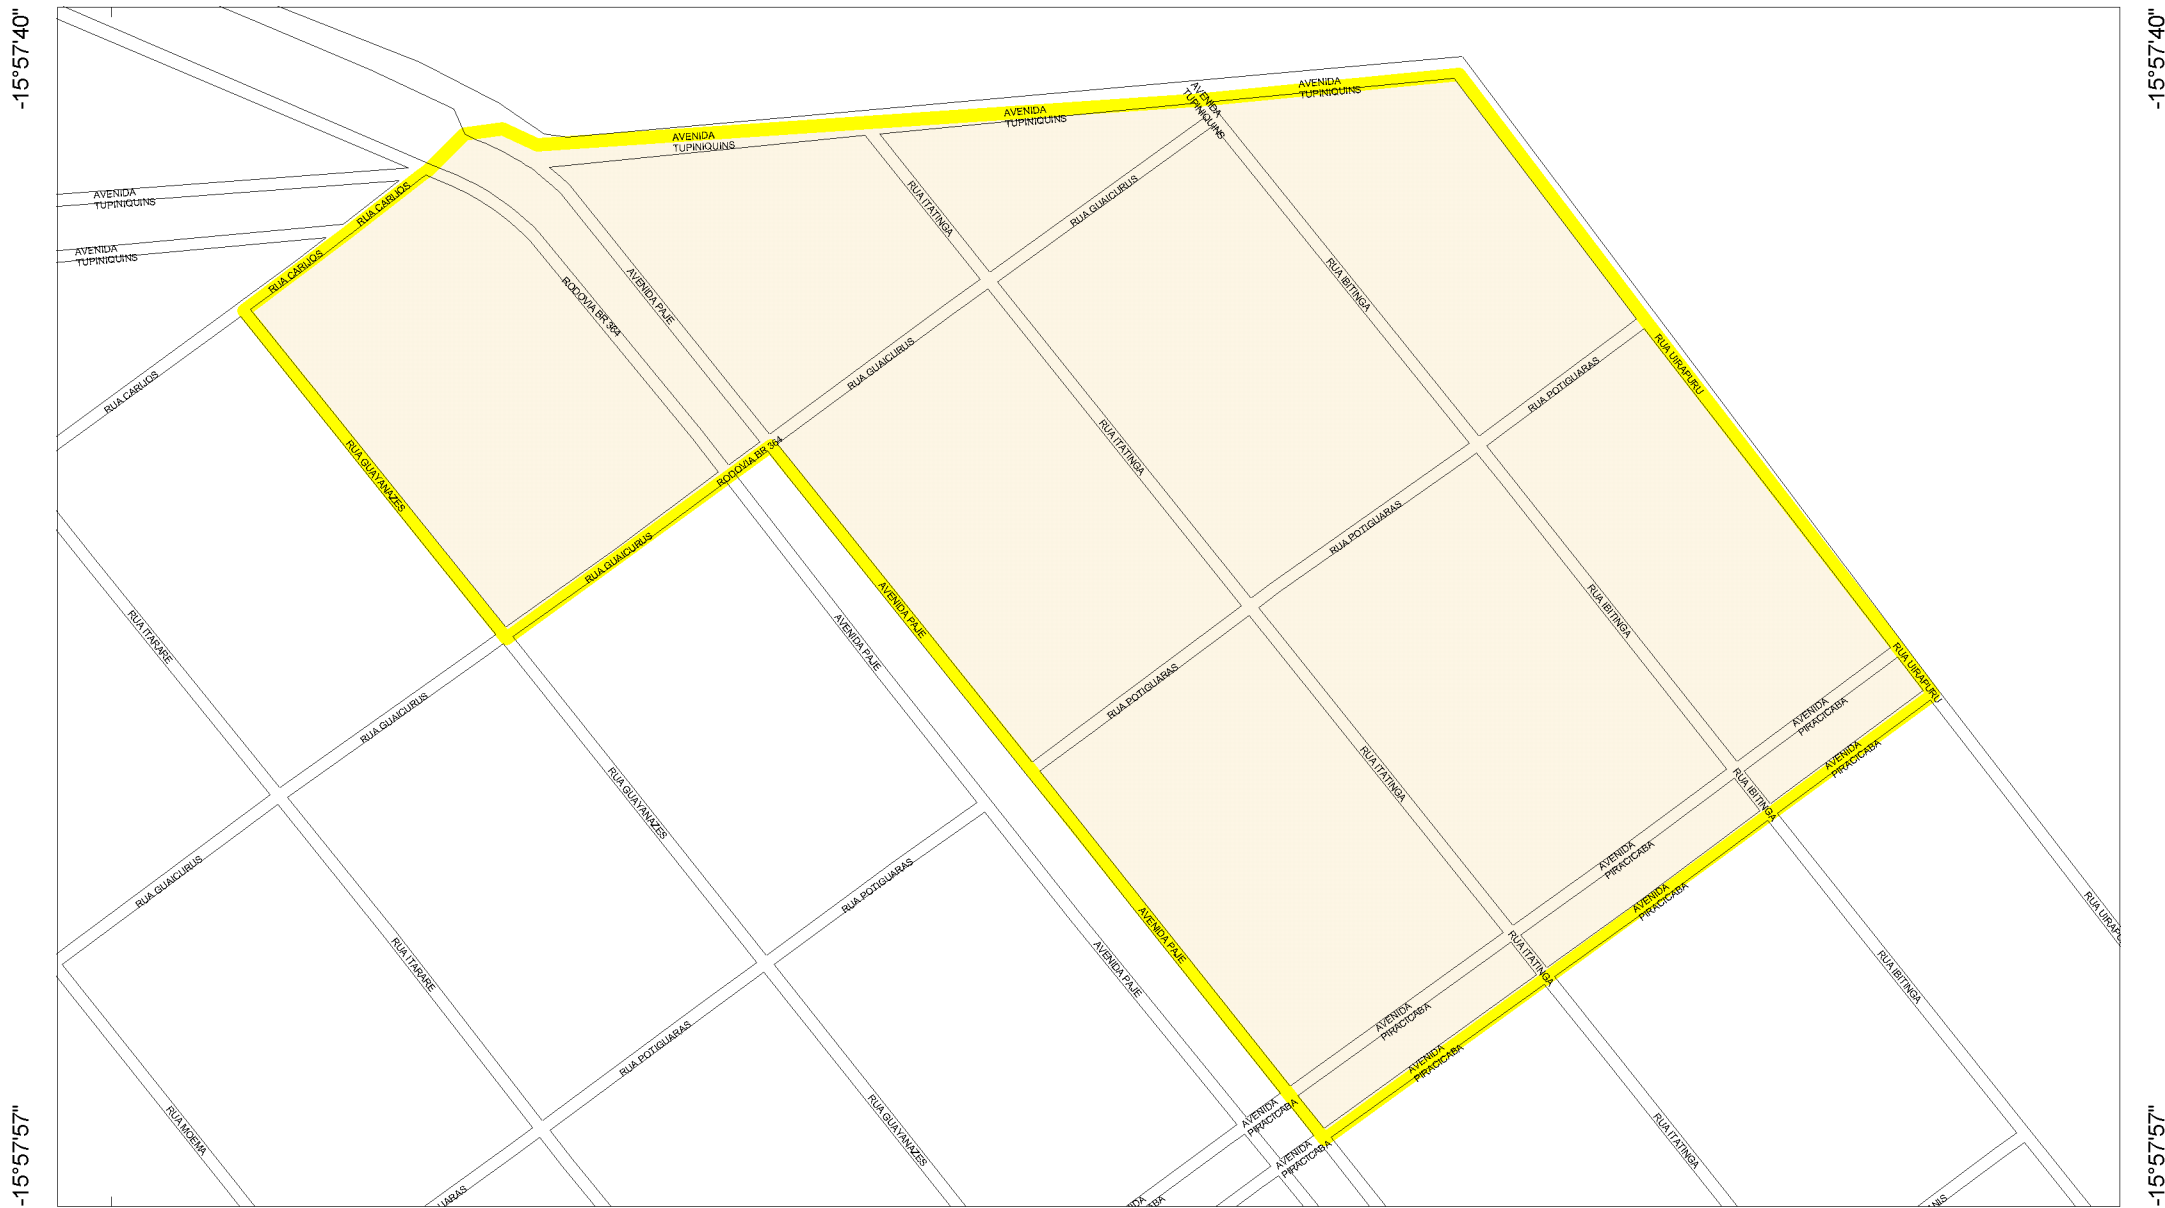 -15°57'40"
-15°57'40"
AVENIDA
TUPINIQUINS
AVENIDA
TUPINIQUINS
AVENIDA
TUPINIQUINS
AVENIDA
TUPINIQUINS
AVENIDA
TUPINIQUINS
AVENIDA
TUPINIQUINS
RUA CARIJOS
RUA CARIJOS
RUA CARIJOS
RUA ITATINGA
RUA GUAICURUS
RUA IBITINGA
AVENIDA PAJE
RODOVIA BR 364
RUA GUAICURUS
RUA UIRAPURU
RUA POTIGUARAS
RUA GUAYANAZES
RODOVIA BR 364
RUA ITATINGA
RUA GUAICURUS
RUA POTIGUARAS
AVENIDA PAJE
AVENIDA PAJE
RUA IBITINGA
RUA ITARARE
RUA GUAICURUS
RUA POTIGUARAS
RUA UIRAPURU
AVENIDA
PIRACICABA
AVENIDA
PIRACICABA
RUA GUAYANAZES
RUA ITATINGA
RUA IBITINGA
RUA GUAICURUS
RUA POTIGUARAS
AVENIDA
PIRACICABA
AVENIDA
PIRACICABA
RUA UIRAPU
RUA ITARARE
AVENIDA PAJE
AVENIDA PAJE
RUA ITATINGA
RUA IBITINGA
AVENIDA
PIRACICABA
AVENIDA
PIRACICABA
RUA POTIGUARAS
RUA MOEMA
RUA GUAYANAZES
AVENIDA
PIRACICABA
AVENIDA
PIRACICABA
RUA ITATINGA
UARAS
IDA
BA
NIS
-15°57'57"
-15°57'57"